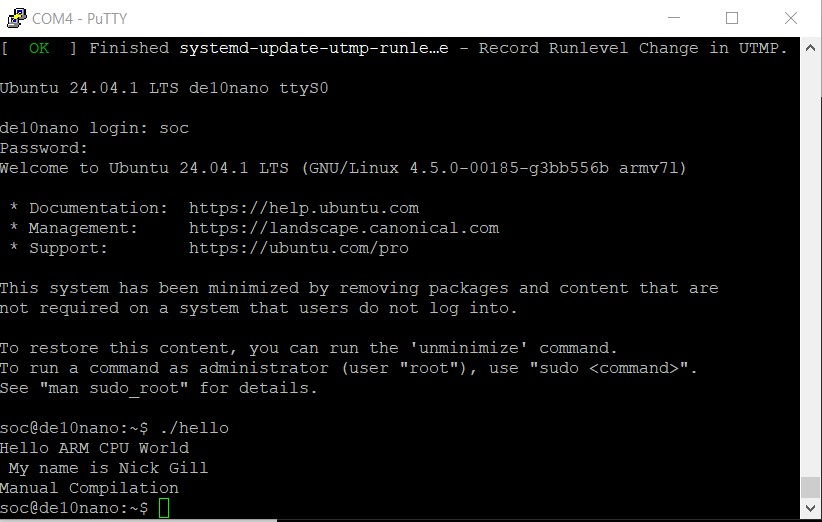 COM4 - PuTTY
[  OK  ] Finished systemd-update-utmp-runle…e - Record Runlevel Change in UTMP.
Ubuntu 24.04.1 LTS de10nano ttyS0
de10nano login: soc
Password:
Welcome to Ubuntu 24.04.1 LTS (GNU/Linux 4.5.0-00185-g3bb556b armv7l)
 * Documentation:  https://help.ubuntu.com
 * Management:     https://landscape.canonical.com
 * Support:        https://ubuntu.com/pro
This system has been minimized by removing packages and content that are
not required on a system that users do not log into.
To restore this content, you can run the 'unminimize' command.
To run a command as administrator (user "root"), use "sudo <command>".
See "man sudo_root" for details.
soc@de10nano:~$ ./hello
Hello ARM CPU World
 My name is Nick Gill
Manual Compilation
soc@de10nano:~$